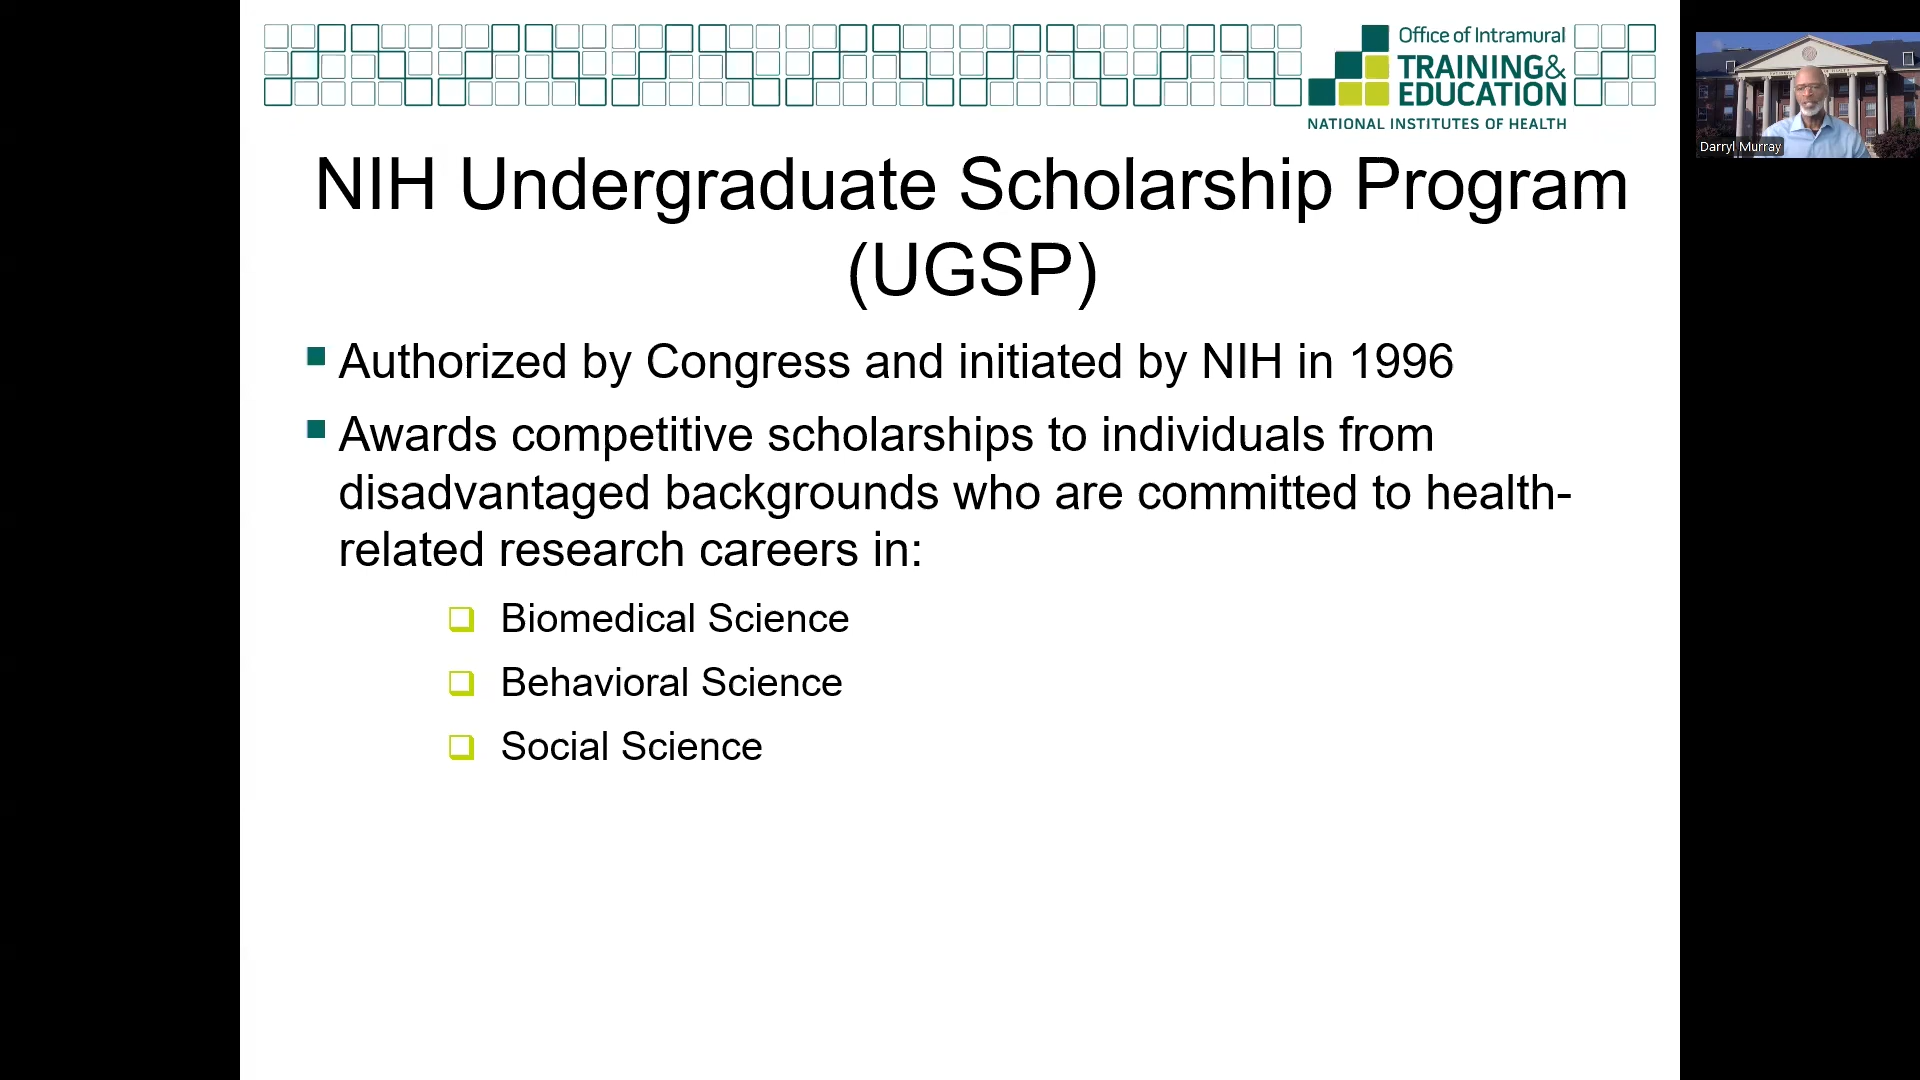 Office of Intramural
TRAINING&
EDUCATION
NATIONAL INSTITUTES OF HEALTH
Darryl Murray
NIH Undergraduate Scholarship Program
(UGSP)
Authorized by Congress and initiated by NIH in 1996
Awards competitive scholarships to individuals from
disadvantaged backgrounds who are committed to health-
related research careers in:
Biomedical Science
Behavioral Science
Social Science